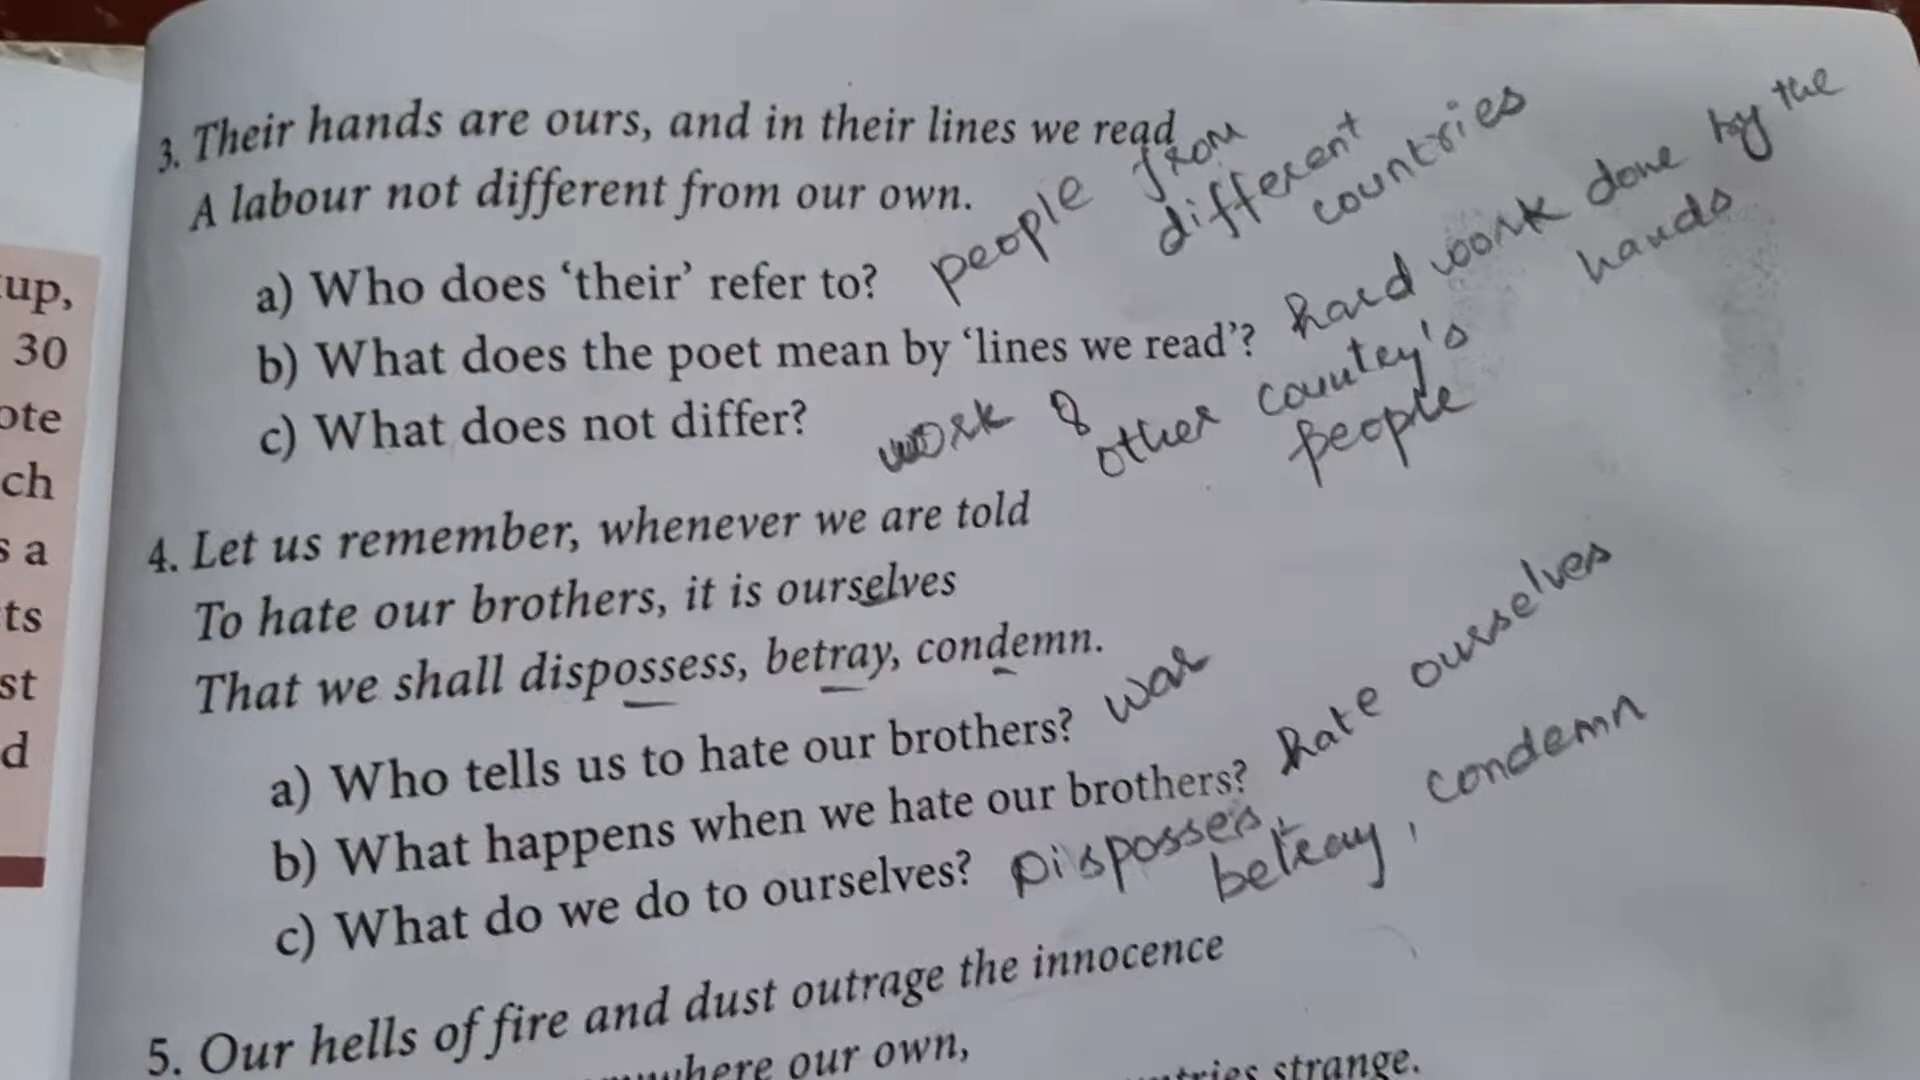 up,
30
ote
ch
s a
ts
st
d
3. Their hands are ours, and in their lines we read
A labour not different from our own.
a) Who does ‘their’ refer to? people from
different
countries
b) What does the poet mean by ‘lines we read’? hard work done by the
hands
c) What does not differ? work &
other country's
people
4. Let us remember, whenever we are told
To hate our brothers, it is ourselves
That we shall dispossess, betray, condemn.
a) Who tells us to hate our brothers? war
b) What happens when we hate our brothers? hate ourselves
c) What do we do to ourselves? Disposses,
betray, condemn
5. Our hells of fire and dust outrage the innocence
where our own,
strange.